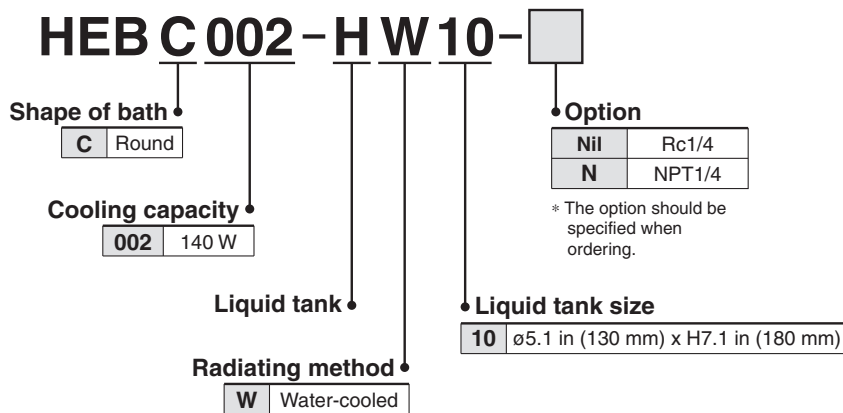 HEB C 002 - H W 10 -
Shape of bath
C Round
Option
Nil Rc1/4
N NPT1/4
* The option should be
specified when
ordering.
Cooling capacity
002 140 W
Liquid tank
Liquid tank size
10 ø5.1 in (130 mm) x H7.1 in (180 mm)
Radiating method
W Water-cooled